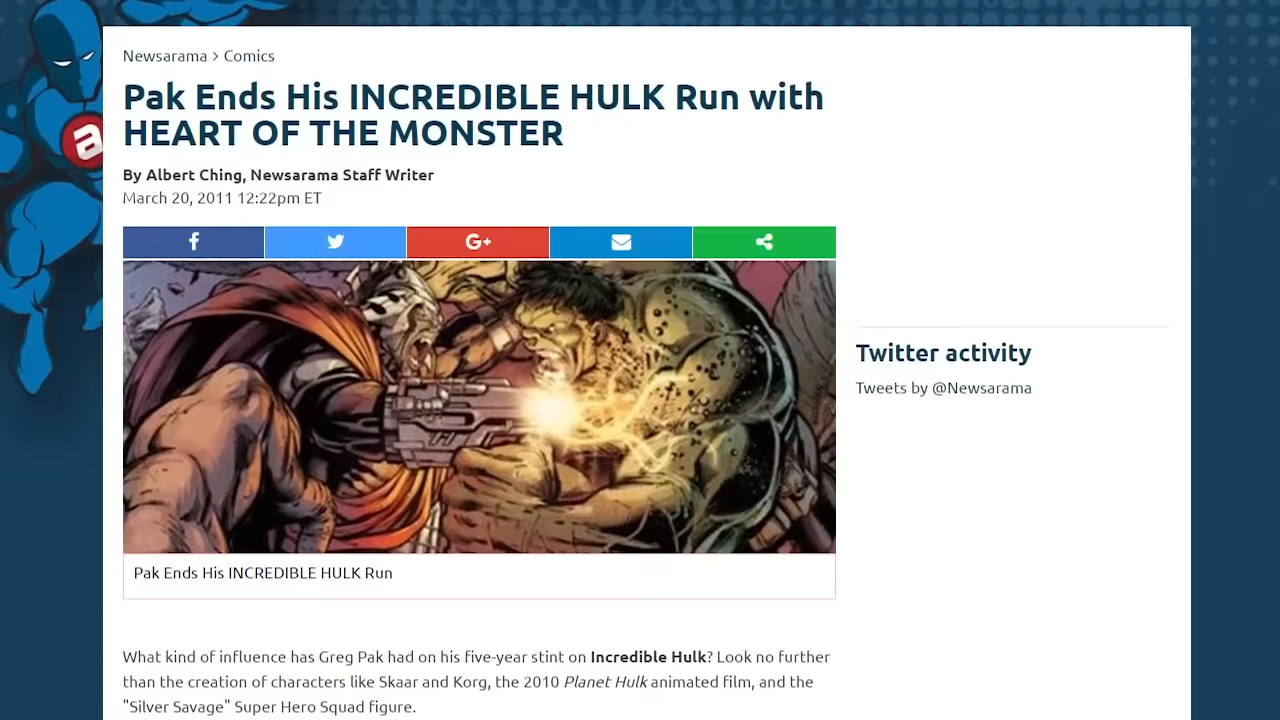 Newsarama > Comics
Pak Ends His INCREDIBLE HULK Run with
HEART OF THE MONSTER
By Albert Ching, Newsarama Staff Writer
March 20, 2011 12:22pm ET
f
G+
a
Twitter activity
Tweets by @Newsarama
Pak Ends His INCREDIBLE HULK Run
What kind of influence has Greg Pak had on his five-year stint on Incredible Hulk? Look no further
than the creation of characters like Skaar and Korg, the 2010 Planet Hulk animated film, and the
"Silver Savage" Super Hero Squad figure.